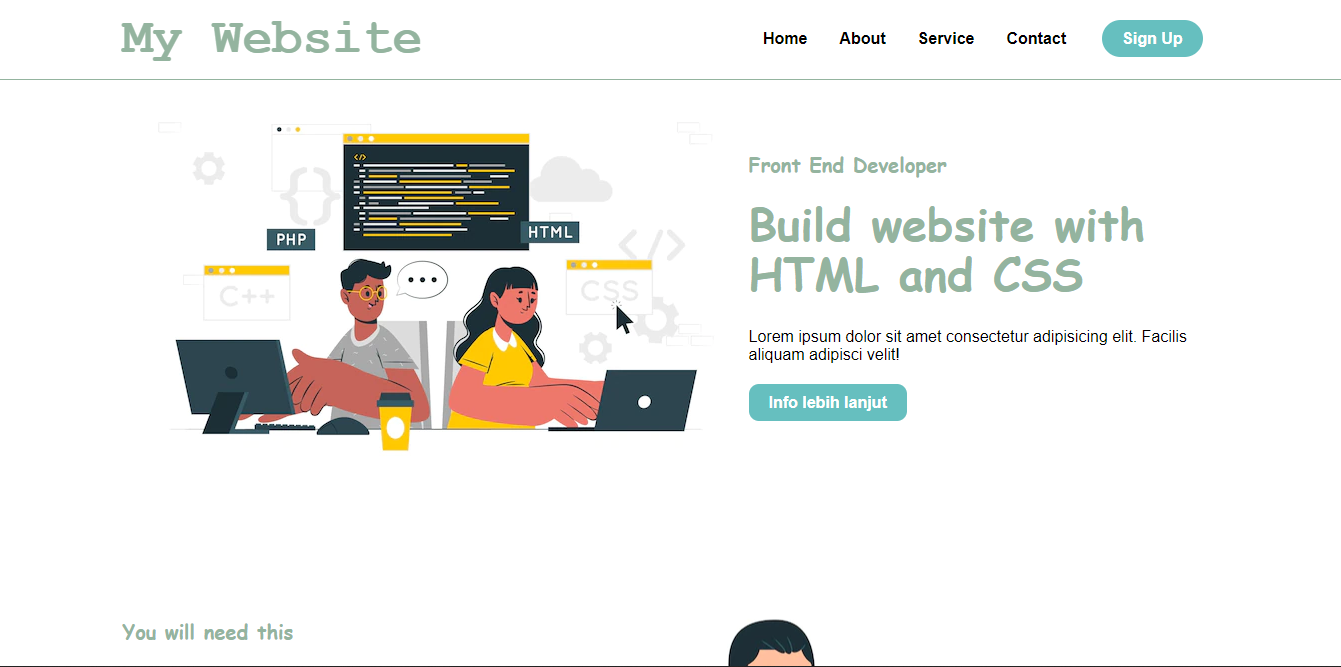 My Website
Home
About
Service
Contact
Sign Up
</>
{}
PHP
HTML
</>
C++
CSS
Front End Developer
Build website with
HTML and CSS
Lorem ipsum dolor sit amet consectetur adipisicing elit. Facilis
aliquam adipisci velit!
Info lebih lanjut
You will need this